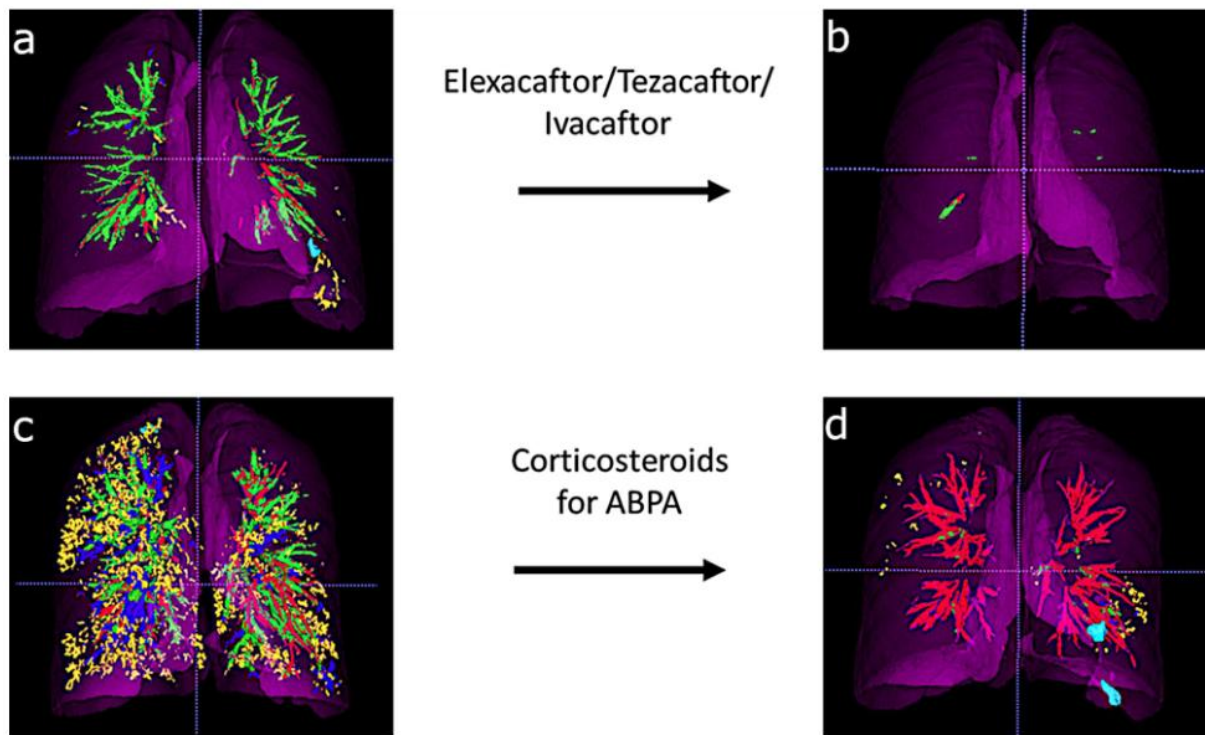 a
b
Elexacaftor/Tezacaftor/
Ivacaftor
c
d
Corticosteroids
for ABPA